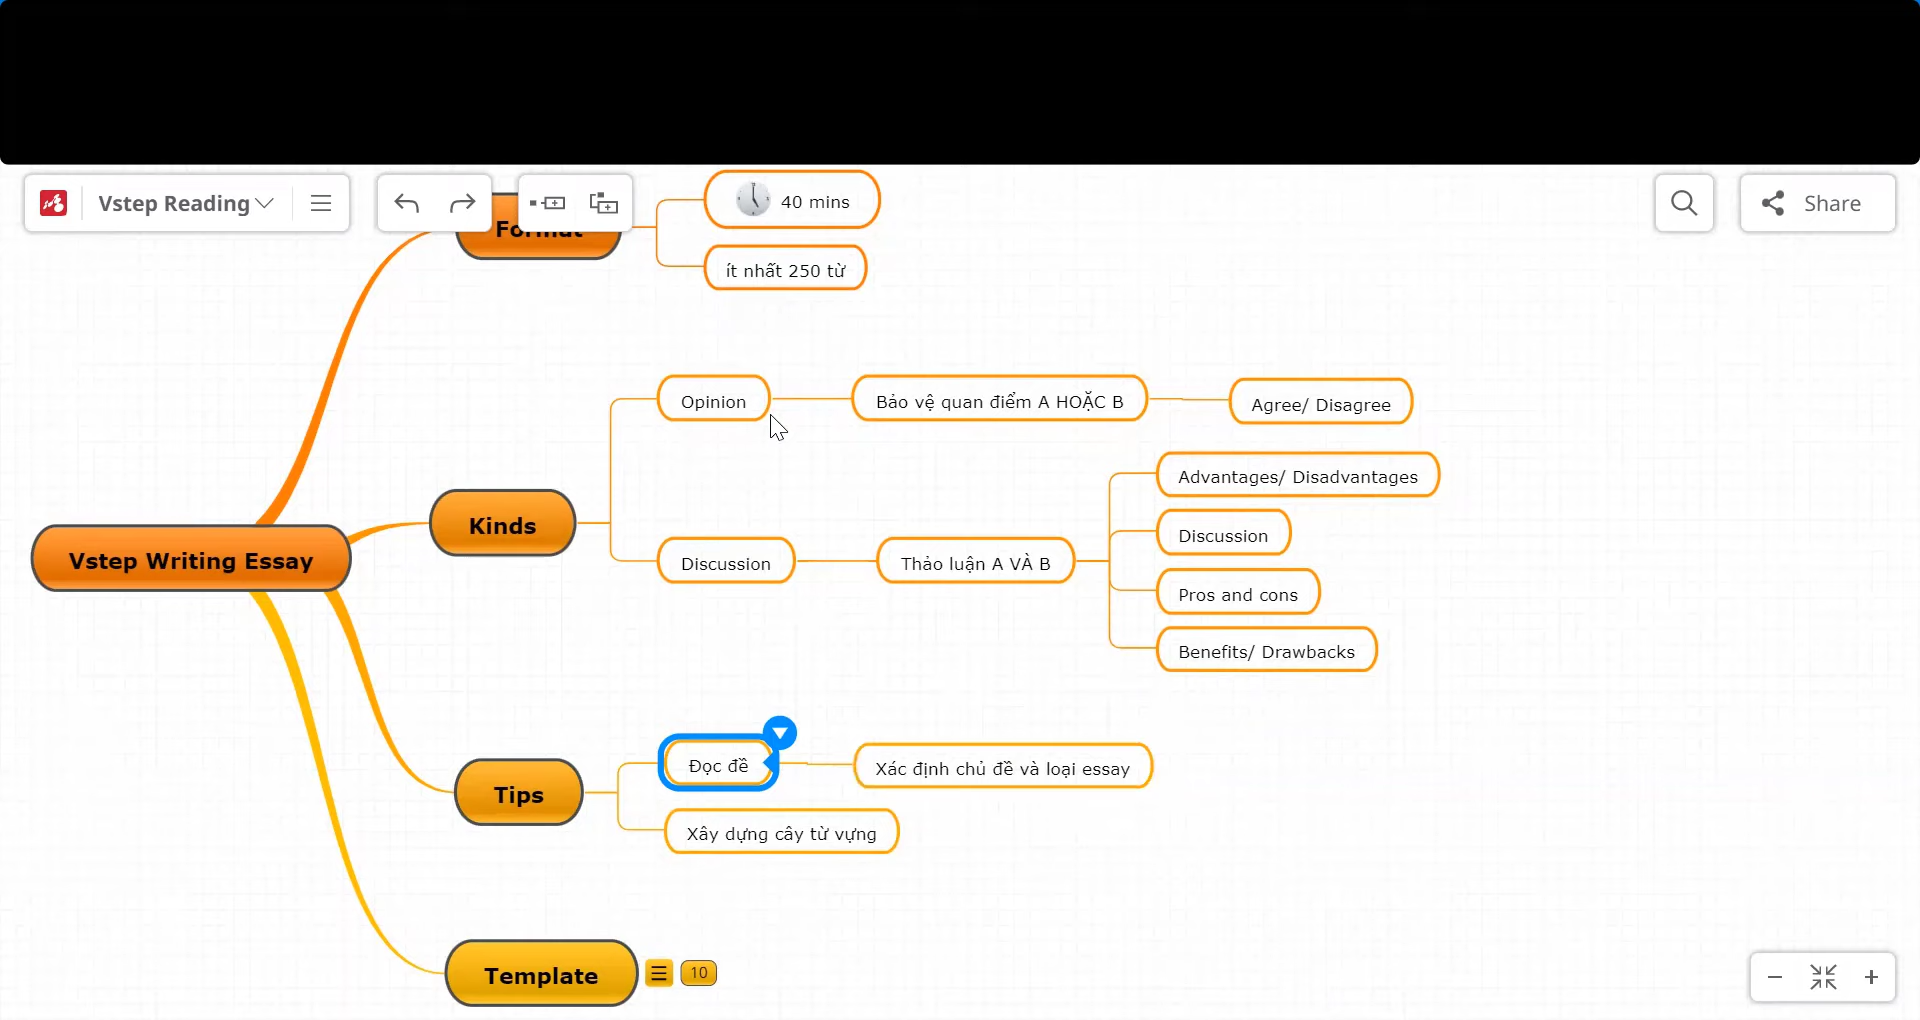 Vstep Reading
Share
Format
40 mins
ít nhất 250 từ
Vstep Writing Essay
Kinds
Opinion
Bảo vệ quan điểm A HOẶC B
Agree/ Disagree
Discussion
Thảo luận A VÀ B
Advantages/ Disadvantages
Discussion
Pros and cons
Benefits/ Drawbacks
Tips
Đọc đề
Xác định chủ đề và loại essay
Xây dựng cây từ vựng
Template
10